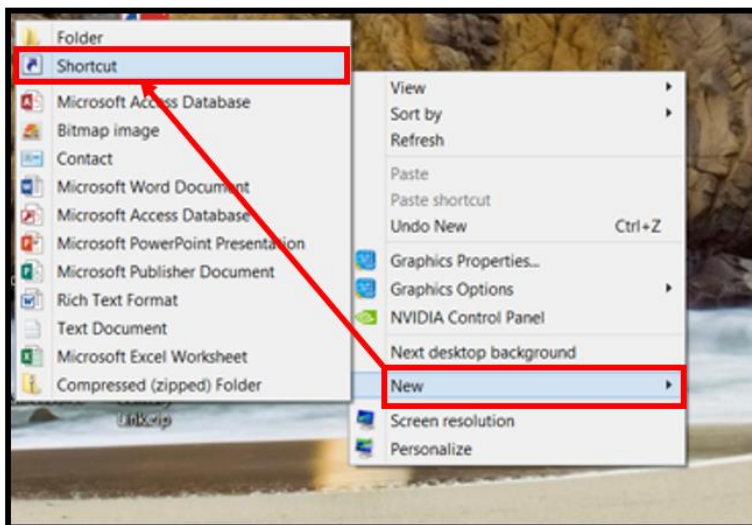 Folder
Shortcut
Microsoft Access Database
Bitmap image
Contact
Microsoft Word Document
Microsoft Access Database
Microsoft PowerPoint Presentation
Microsoft Publisher Document
Rich Text Format
Text Document
Microsoft Excel Worksheet
Compressed (zipped) Folder
View
Sort by
Refresh
Paste
Paste shortcut
Undo New Ctrl+Z
Graphics Properties...
Graphics Options
NVIDIA Control Panel
Next desktop background
New
Screen resolution
Personalize
Link.zip